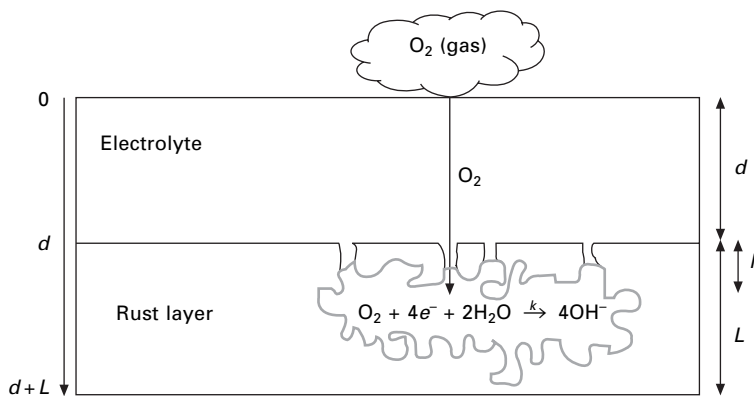 O₂ (gas)
0
Electrolyte
d
O₂
d
l
Rust layer
O₂ + 4e⁻ + 2H₂O →ᵏ 4OH⁻
L
d + L